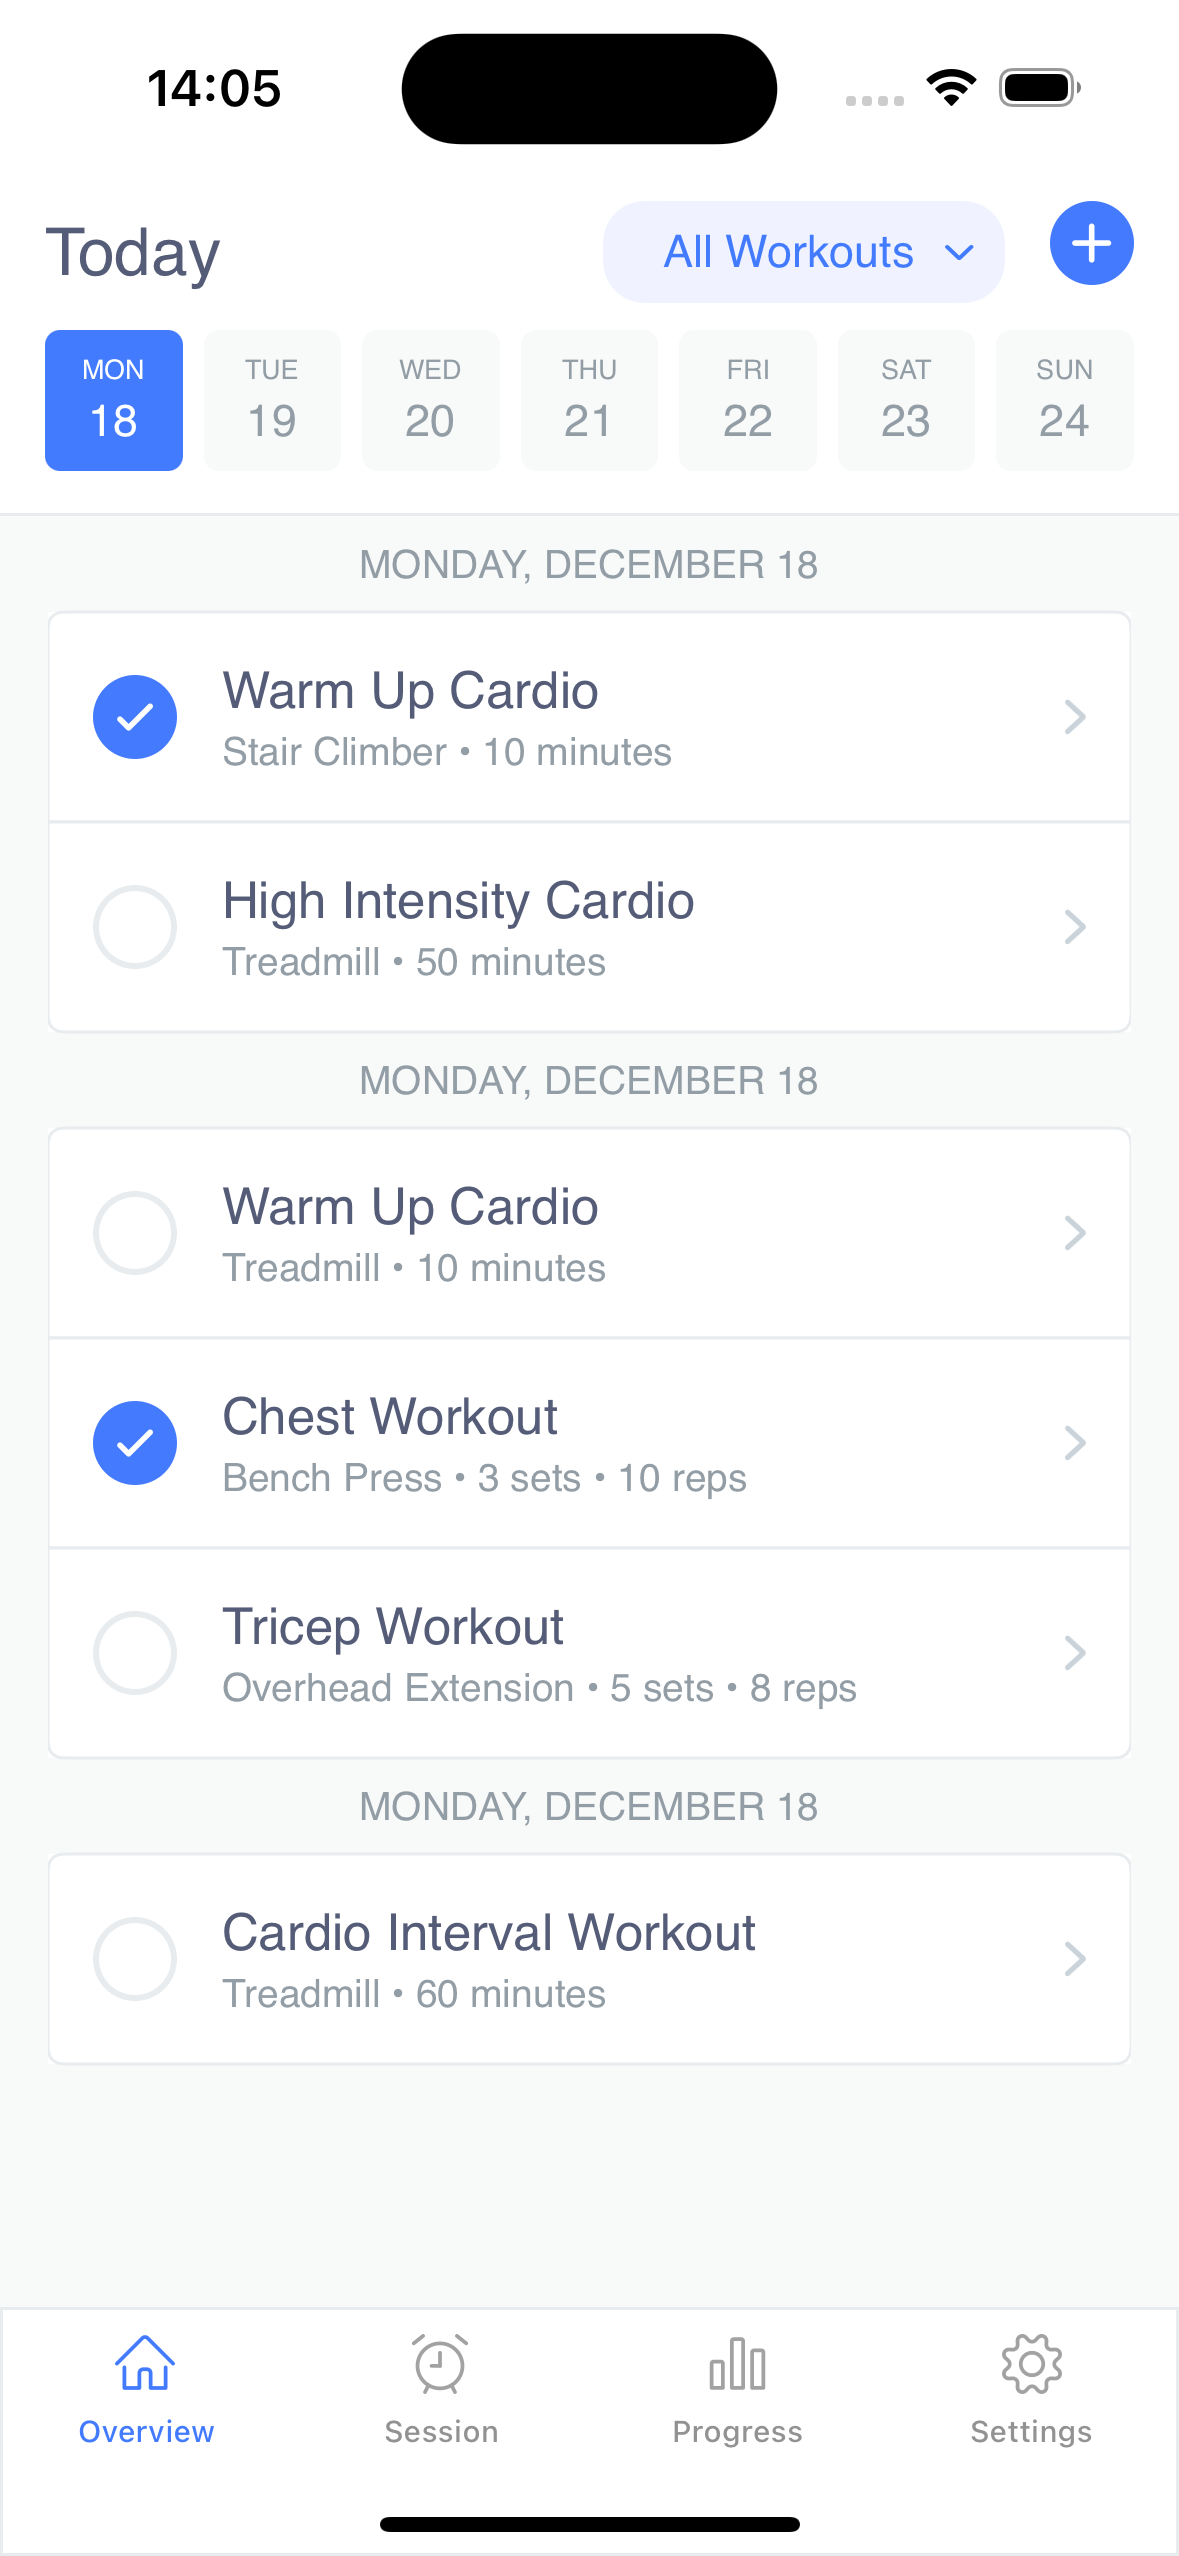 14:05
Today
All Workouts
MON TUE WED THU FRI SAT SUN
18 19 20 21 22 23 24
MONDAY, DECEMBER 18
Warm Up Cardio
Stair Climber • 10 minutes
High Intensity Cardio
Treadmill • 50 minutes
MONDAY, DECEMBER 18
Warm Up Cardio
Treadmill • 10 minutes
Chest Workout
Bench Press • 3 sets • 10 reps
Tricep Workout
Overhead Extension • 5 sets • 8 reps
MONDAY, DECEMBER 18
Cardio Interval Workout
Treadmill • 60 minutes
Overview Session Progress Settings